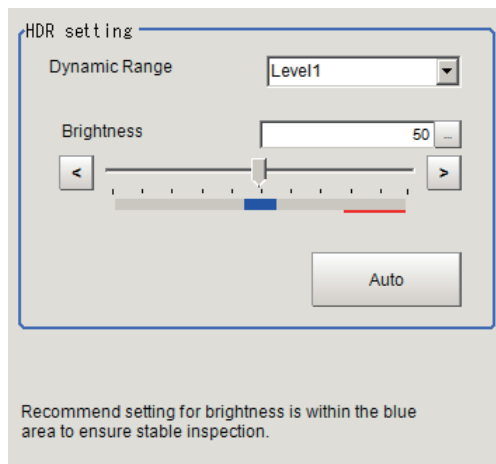 HDR setting
Dynamic Range
Level1
Brightness
50 ...
< >
Auto
Recommend setting for brightness is within the blue
area to ensure stable inspection.